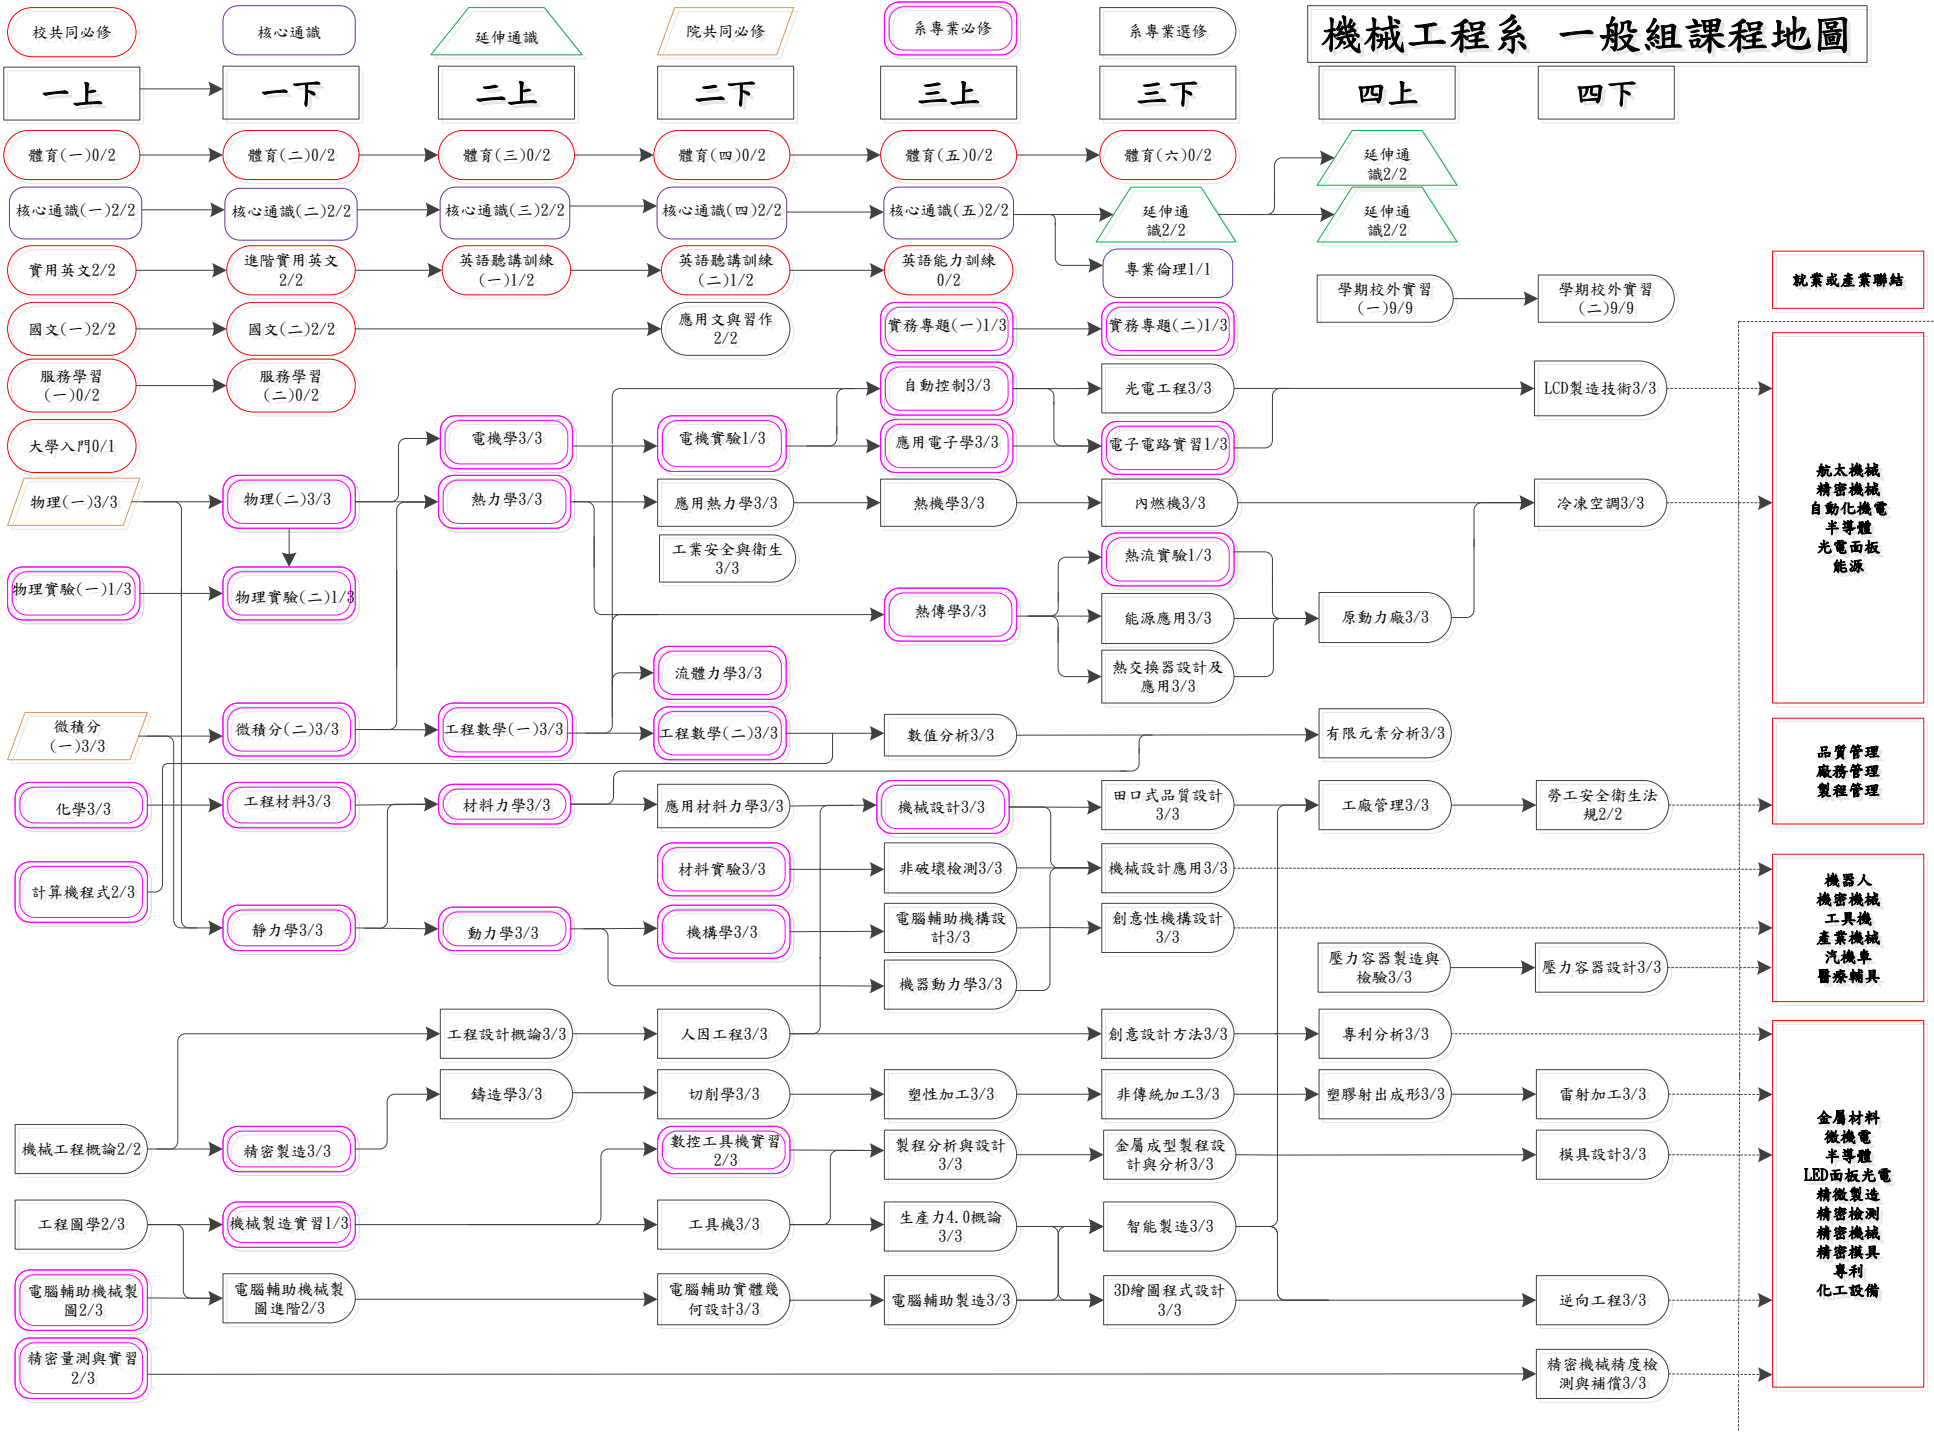 校共同必修
核心通識
延伸通識
院共同必修
系專業必修
系專業選修
機械工程系 一般組課程地圖
一上
一下
二上
二下
三上
三下
四上
四下
體育(一)0/2
體育(二)0/2
體育(三)0/2
體育(四)0/2
體育(五)0/2
體育(六)0/2
延伸通
識2/2
核心通識(一)2/2
核心通識(二)2/2
核心通識(三)2/2
核心通識(四)2/2
核心通識(五)2/2
延伸通
識2/2
延伸通
識2/2
實用英文2/2
進階實用英文
2/2
英語聽講訓練
(一)1/2
英語聽講訓練
(二)1/2
英語能力訓練
0/2
專業倫理1/1
學期校外實習
(一)9/9
學期校外實習
(二)9/9
就業或產業聯結
國文(一)2/2
國文(二)2/2
應用文與習作
2/2
實務專題(一)1/3
實務專題(二)1/3
服務學習
(一)0/2
服務學習
(二)0/2
自動控制3/3
光電工程3/3
LCD製造技術3/3
大學入門0/1
電機學3/3
電機實驗1/3
應用電子學3/3
電子電路實習1/3
物理(一)3/3
物理(二)3/3
熱力學3/3
應用熱力學3/3
熱機學3/3
內燃機3/3
冷凍空調3/3
航太機械
精密機械
自動化機電
半導體
光電面板
能源
工業安全與衛生
3/3
熱流實驗1/3
物理實驗(一)1/3
物理實驗(二)1/3
熱傳學3/3
能源應用3/3
原動力廠3/3
流體力學3/3
熱交換器設計及
應用3/3
微積分
(一)3/3
微積分(二)3/3
工程數學(一)3/3
工程數學(二)3/3
數值分析3/3
有限元素分析3/3
品質管理
廠務管理
製程管理
化學3/3
工程材料3/3
材料力學3/3
應用材料力學3/3
機械設計3/3
田口式品質設計
3/3
工廠管理3/3
勞工安全衛生法
規2/2
計算機程式2/3
材料實驗3/3
非破壞檢測3/3
機械設計應用3/3
機器人
機密機械
工具機
產業機械
汽機車
醫療輔具
靜力學3/3
動力學3/3
機構學3/3
電腦輔助機構設
計3/3
創意性機構設計
3/3
機器動力學3/3
壓力容器製造與
檢驗3/3
壓力容器設計3/3
工程設計概論3/3
人因工程3/3
創意設計方法3/3
專利分析3/3
鑄造學3/3
切削學3/3
塑性加工3/3
非傳統加工3/3
塑膠射出成形3/3
雷射加工3/3
機械工程概論2/2
精密製造3/3
數控工具機實習
2/3
製程分析與設計
3/3
金屬成型製程設
計與分析3/3
模具設計3/3
金屬材料
微機電
半導體
LED面板光電
精微製造
精密檢測
精密機械
精密模具
專利
化工設備
工程圖學2/3
機械製造實習1/3
工具機3/3
生產力4.0概論
3/3
智能製造3/3
電腦輔助機械製
圖2/3
電腦輔助機械製
圖進階2/3
電腦輔助實體幾
何設計3/3
電腦輔助製造3/3
3D繪圖程式設計
3/3
逆向工程3/3
精密量測與實習
2/3
精密機械精度檢
測與補償3/3